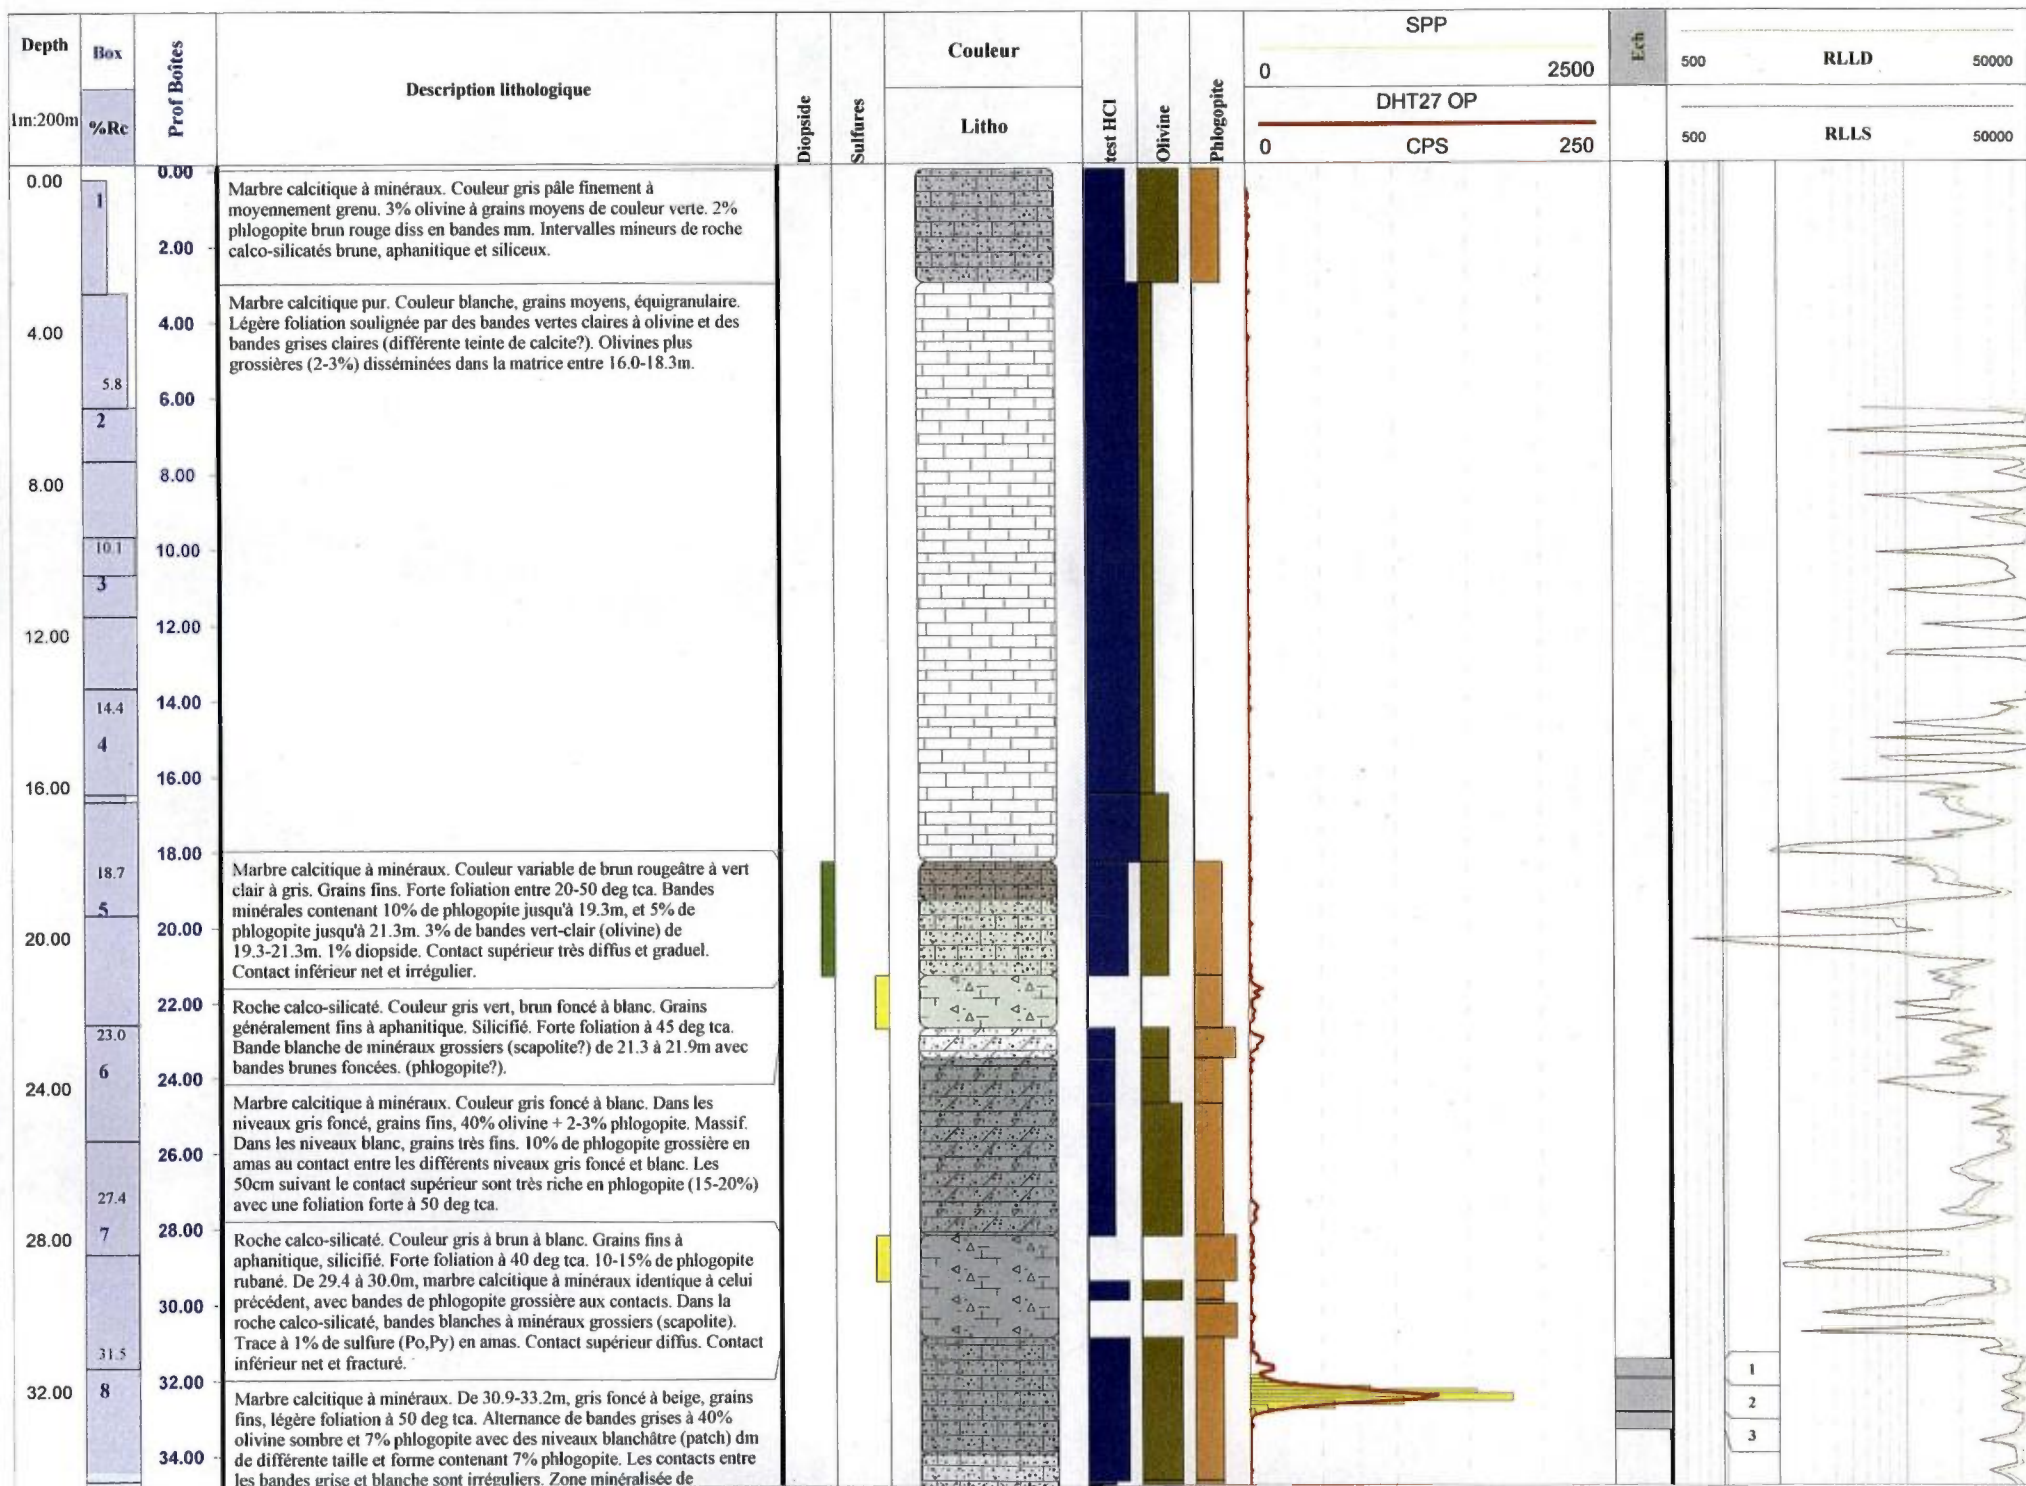 Depth
1m:200m
Box
%Rc
Prof Boîtes
Description lithologique
Diopside
Sulfures
Couleur
Litho
test HCl
Olivine
Phlogopite
SPP
0 2500
DHT27 OP
0 CPS 250
Ech
500 RLLD 50000
500 RLLS 50000
0.00
4.00
8.00
12.00
16.00
20.00
24.00
28.00
32.00
1
5.8
2
10.1
3
14.4
4
18.7
5
23.0
6
27.4
7
31.5
8
0.00
2.00
4.00
6.00
8.00
10.00
12.00
14.00
16.00
18.00
20.00
22.00
24.00
26.00
28.00
30.00
32.00
34.00
Marbre calcitique à minéraux. Couleur gris pâle finement à
moyennement grenu. 3% olivine à grains moyens de couleur verte. 2%
phlogopite brun rouge diss en bandes mm. Intervalles mineurs de roche
calco-silicatés brune, aphanitique et siliceux.
Marbre calcitique pur. Couleur blanche, grains moyens, équigranulaire.
Légère foliation soulignée par des bandes vertes claires à olivine et des
bandes grises claires (différente teinte de calcite?). Olivines plus
grossières (2-3%) disséminées dans la matrice entre 16.0-18.3m.
Marbre calcitique à minéraux. Couleur variable de brun rougeâtre à vert
clair à gris. Grains fins. Forte foliation entre 20-50 deg tca. Bandes
minérales contenant 10% de phlogopite jusqu'à 19.3m, et 5% de
phlogopite jusqu'à 21.3m. 3% de bandes vert-clair (olivine) de
19.3-21.3m. 1% diopside. Contact supérieur très diffus et graduel.
Contact inférieur net et irrégulier.
Roche calco-silicaté. Couleur gris vert, brun foncé à blanc. Grains
généralement fins à aphanitique. Silicifié. Forte foliation à 45 deg tca.
Bande blanche de minéraux grossiers (scapolite?) de 21.3 à 21.9m avec
bandes brunes foncées. (phlogopite?).
Marbre calcitique à minéraux. Couleur gris foncé à blanc. Dans les
niveaux gris foncé, grains fins, 40% olivine + 2-3% phlogopite. Massif.
Dans les niveaux blanc, grains très fins. 10% de phlogopite grossière en
amas au contact entre les différents niveaux gris foncé et blanc. Les
50cm suivant le contact supérieur sont très riche en phlogopite (15-20%)
avec une foliation forte à 50 deg tca.
Roche calco-silicaté. Couleur gris à brun à blanc. Grains fins à
aphanitique, silicifié. Forte foliation à 40 deg tca. 10-15% de phlogopite
rubané. De 29.4 à 30.0m, marbre calcitique à minéraux identique à celui
précédent, avec bandes de phlogopite grossière aux contacts. Dans la
roche calco-silicaté, bandes blanches à minéraux grossiers (scapolite).
Trace à 1% de sulfure (Po,Py) en amas. Contact supérieur diffus. Contact
inférieur net et fracturé.
Marbre calcitique à minéraux. De 30.9-33.2m, gris foncé à beige, grains
fins, légère foliation à 50 deg tca. Alternance de bandes grises à 40%
olivine sombre et 7% phlogopite avec des niveaux blanchâtre (patch) dm
de différente taille et forme contenant 7% phlogopite. Les contacts entre
les bandes grise et blanche sont irréguliers. Zone minéralisée de
1
2
3